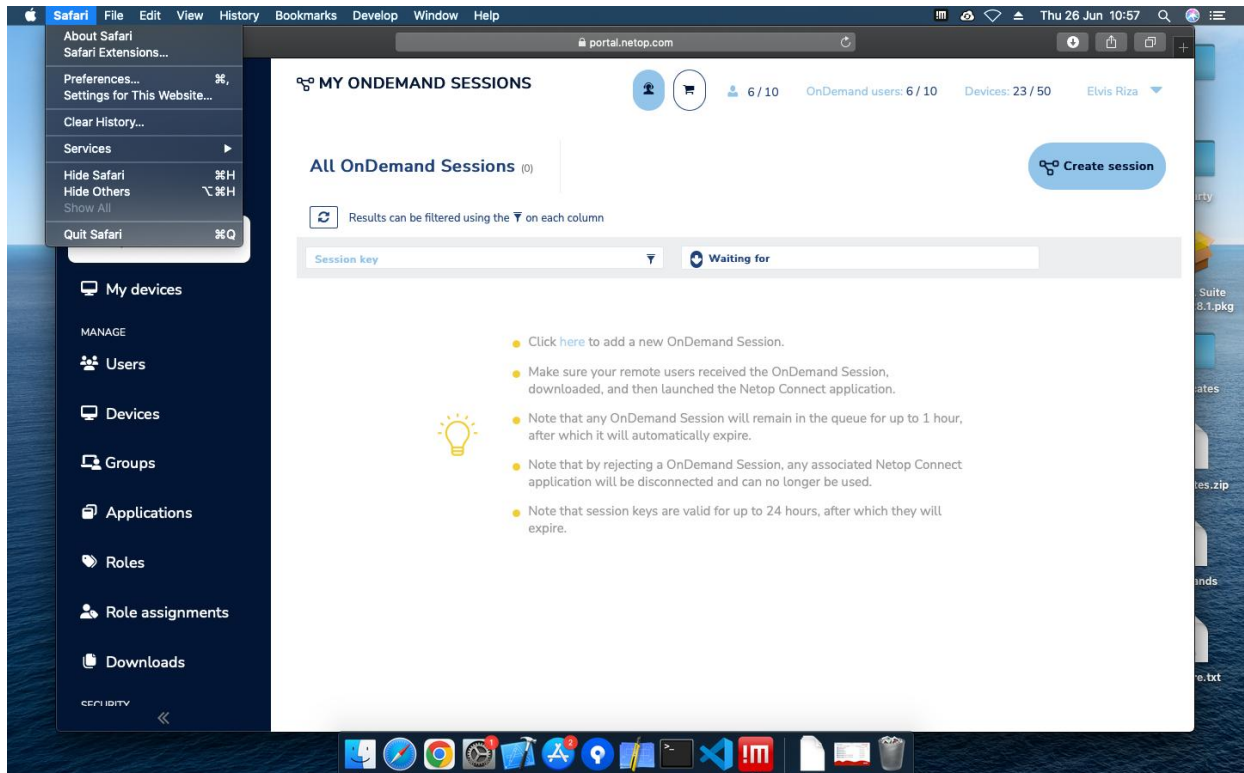 Safari File Edit View History Bookmarks Develop Window Help
Thu 26 Jun 10:57
About Safari
Safari Extensions...
Preferences... ⌘,
Settings for This Website...
Clear History...
Services ▶
Hide Safari ⌘H
Hide Others ⌥⌘H
Show All
Quit Safari ⌘Q
portal.netop.com
MY ONDEMAND SESSIONS
6 / 10
OnDemand users: 6 / 10
Devices: 23 / 50
Elvis Riza
All OnDemand Sessions (0)
Create session
Results can be filtered using the on each column
Session key
Waiting for
My devices
MANAGE
Users
Devices
Groups
Applications
Roles
Role assignments
Downloads
SECURITY
Click here to add a new OnDemand Session.
Make sure your remote users received the OnDemand Session,
downloaded, and then launched the Netop Connect application.
Note that any OnDemand Session will remain in the queue for up to 1 hour,
after which it will automatically expire.
Note that by rejecting a OnDemand Session, any associated Netop Connect
application will be disconnected and can no longer be used.
Note that session keys are valid for up to 24 hours, after which they will
expire.
rty
Suite
8.1.pkg
ates
tes.zip
ands
re.txt
1
2
!m